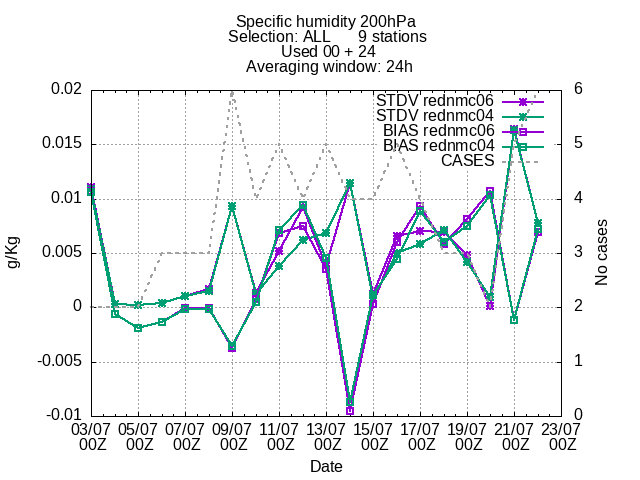 Specific humidity 200hPa
Selection: ALL 9 stations
Used 00 + 24
Averaging window: 24h
STDV rednmc06
STDV rednmc04
BIAS rednmc06
BIAS rednmc04
CASES
0.02
0.015
0.01
0.005
0
-0.005
-0.01
g/Kg
6
5
4
3
2
1
0
No cases
03/07 05/07 07/07 09/07 11/07 13/07 15/07 17/07 19/07 21/07 23/07
00Z 00Z 00Z 00Z 00Z 00Z 00Z 00Z 00Z 00Z 00Z
Date